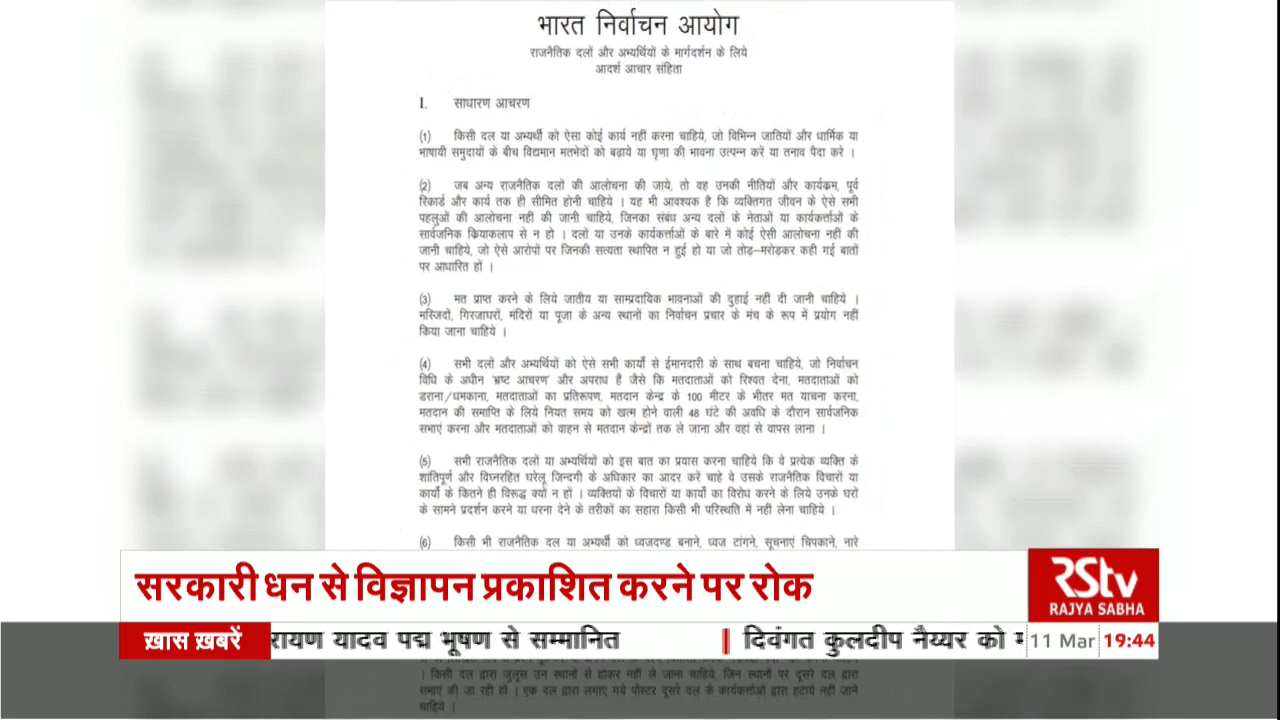 भारत निर्वाचन आयोग
राजनैतिक दलों और अभ्यर्थियों के मार्गदर्शन के लिये
आदर्श आचार संहिता
I. साधारण आचरण
(1) किसी दल या अभ्यर्थी को ऐसा कोई कार्य नहीं करना चाहिये, जो विभिन्न जातियों और धार्मिक या
भाषायी समुदायों के बीच विद्यमान मतभेदों को बढ़ाये या घृणा की भावना उत्पन्न करें या तनाव पैदा करे ।
(2) जब अन्य राजनैतिक दलों की आलोचना की जाये, तो वह उनकी नीतियों और कार्यक्रम, पूर्व
रिकार्ड और कार्य तक ही सीमित होनी चाहिये । यह भी आवश्यक है कि व्यक्तिगत जीवन के ऐसे सभी
पहलुओं की आलोचना नहीं की जानी चाहिये, जिनका संबंध अन्य दलों के नेताओं या कार्यकर्त्ताओं के
सार्वजनिक क्रियाकलाप से न हो । दलों या उनके कार्यकर्त्ताओं के बारे में कोई ऐसी आलोचना नहीं की
जानी चाहिये, जो ऐसे आरोपों पर जिनकी सत्यता स्थापित न हुई हो या जो तोड़-मरोड़कर कही गई बातों
पर आधारित हों ।
(3) मत प्राप्त करने के लिये जातीय या साम्प्रदायिक भावनाओं की दुहाई नहीं दी जानी चाहिये ।
मस्जिदों, गिरजाघरों, मंदिरों या पूजा के अन्य स्थानों का निर्वाचन प्रचार के मंच के रूप में प्रयोग नहीं
किया जाना चाहिये ।
(4) सभी दलों और अभ्यर्थियों को ऐसे सभी कार्यों से ईमानदारी के साथ बचना चाहिये, जो निर्वाचन
विधि के अधीन "भ्रष्ट आचरण" और अपराध है जैसे कि मतदाताओं को रिश्वत देना, मतदाताओं को
डराना/धमकाना, मतदाताओं का प्रतिरूपण, मतदान केन्द्र के 100 मीटर के भीतर मत याचना करना,
मतदान की समाप्ति के लिये नियत समय को खत्म होने वाली 48 घंटे की अवधि के दौरान सार्वजनिक
सभाएं करना और मतदाताओं को वाहन से मतदान केन्द्रों तक ले जाना और वहां से वापस लाना ।
(5) सभी राजनैतिक दलों या अभ्यर्थियों को इस बात का प्रयास करना चाहिये कि वे प्रत्येक व्यक्ति के
शांतिपूर्ण और विघ्नरहित घरेलू जिन्दगी के अधिकार का आदर करें चाहे वे उसके राजनैतिक विचारों या
कार्यो के कितने ही विरूद्ध क्यों न हों । व्यक्तियों के विचारों या कार्यों का विरोध करने के लिये उनके घरों
के सामने प्रदर्शन करने या धरना देने के तरीकों का सहारा किसी भी परिस्थति में नहीं लेना चाहिये ।
(6) किसी भी राजनैतिक दल या अभ्यर्थी को ध्वजदण्ड बनाने, ध्वज टांगने, सूचनाएं चिपकाने, नारे
सरकारी धन से विज्ञापन प्रकाशित करने पर रोक
RStv
RAJYA SABHA
ख़ास ख़बरें रायण यादव पद्म भूषण से सम्मानित | दिवंगत कुलदीप नैय्यर को 11 Mar 19:44
। किसी दल द्वारा जुलूस उन स्थानों से होकर नहीं ले जाना चाहिये, जिन स्थानों पर दूसरे दल द्वारा
सभाएं की जा रही हों । एक दल द्वारा लगाए गये पोस्टर दूसरे दल के कार्यकर्त्ताओं द्वारा हटाये नहीं जाने
चाहिये ।